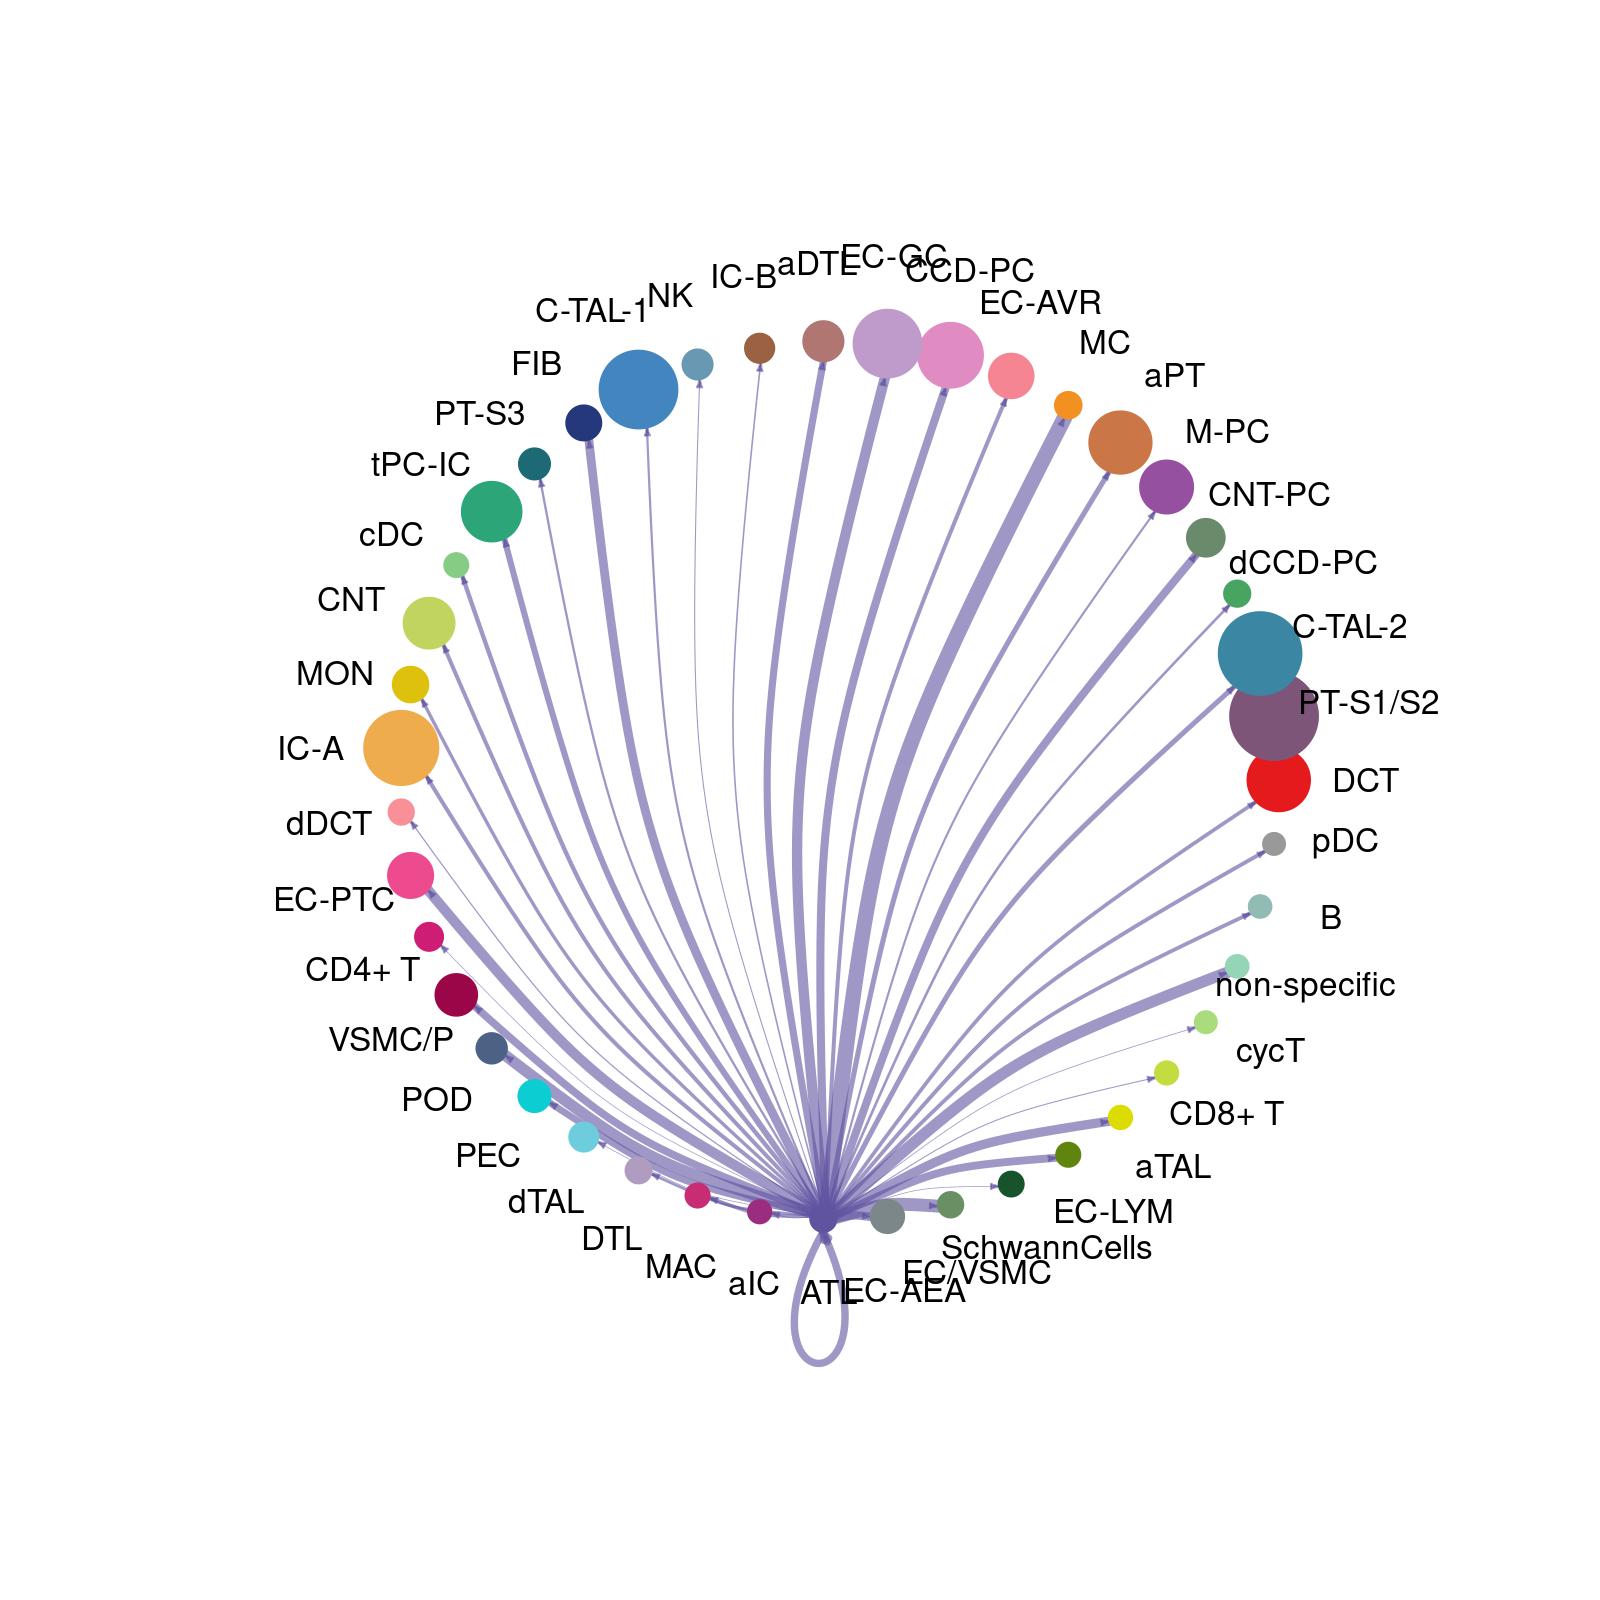 EC-GC
aDTL
CCD-PC
IC-B
NK
EC-AVR
C-TAL-1
MC
FIB
aPT
PT-S3
M-PC
tPC-IC
CNT-PC
cDC
dCCD-PC
CNT
C-TAL-2
MON
PT-S1/S2
IC-A
DCT
dDCT
pDC
EC-PTC
B
CD4+ T
non-specific
VSMC/P
cycT
POD
CD8+ T
PEC
aTAL
dTAL
EC-LYM
DTL
SchwannCells
MAC
EC/VSMC
aIC
ATL
EC-AEA